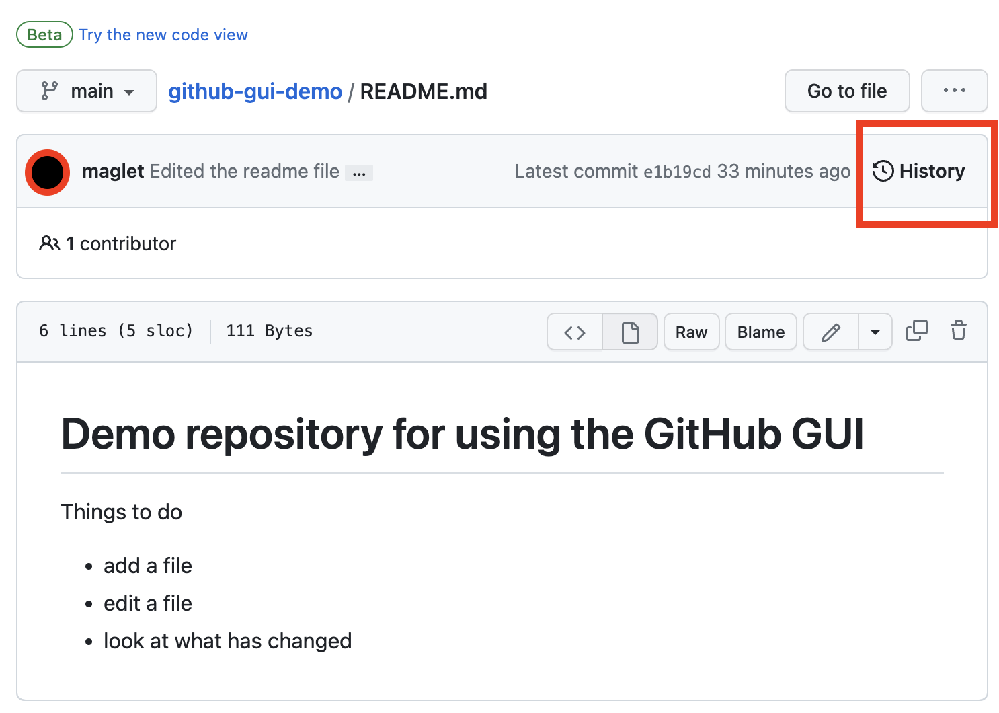 Beta Try the new code view
main github-gui-demo / README.md Go to file ...
maglet Edited the readme file ... Latest commit e1b19cd 33 minutes ago History
1 contributor
6 lines (5 sloc) 111 Bytes <> Raw Blame
Demo repository for using the GitHub GUI
Things to do
• add a file
• edit a file
• look at what has changed